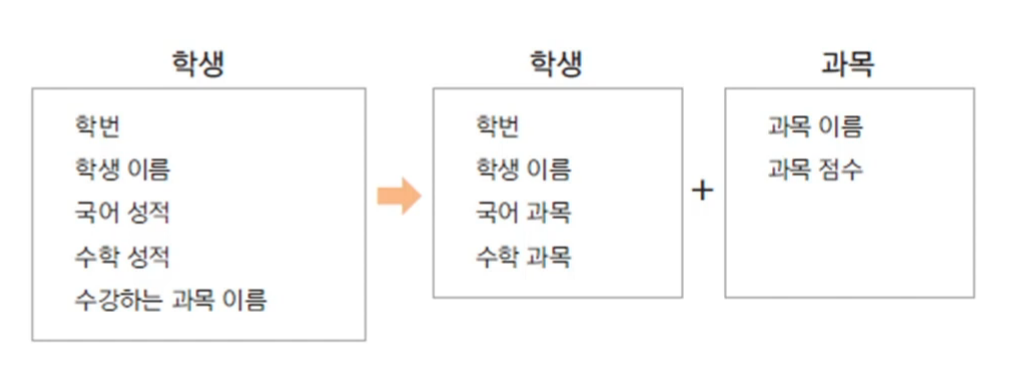 학생
학번
학생 이름
국어 성적
수학 성적
수강하는 과목 이름
학생
학번
학생 이름
국어 과목
수학 과목
+
과목
과목 이름
과목 점수